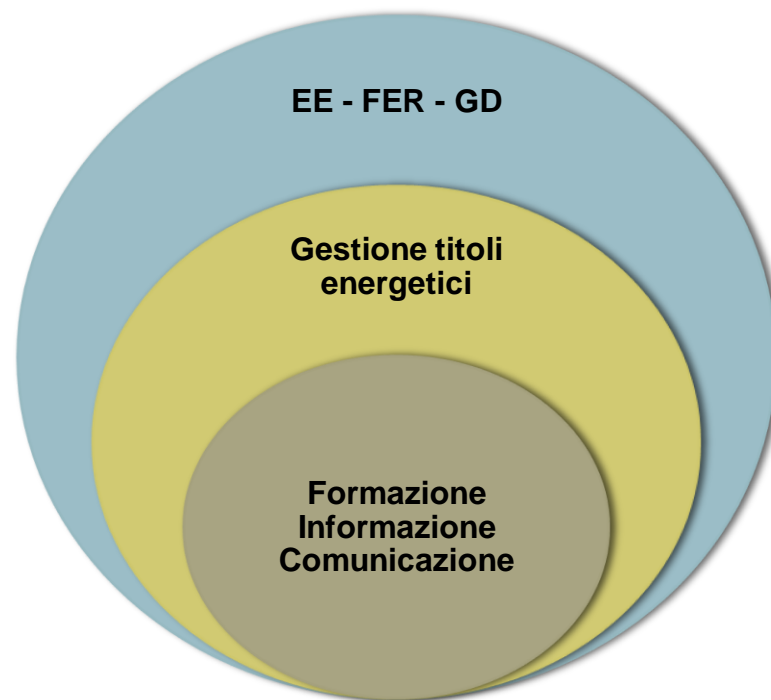 EE - FER - GD
Gestione titoli
energetici
Formazione
Informazione
Comunicazione